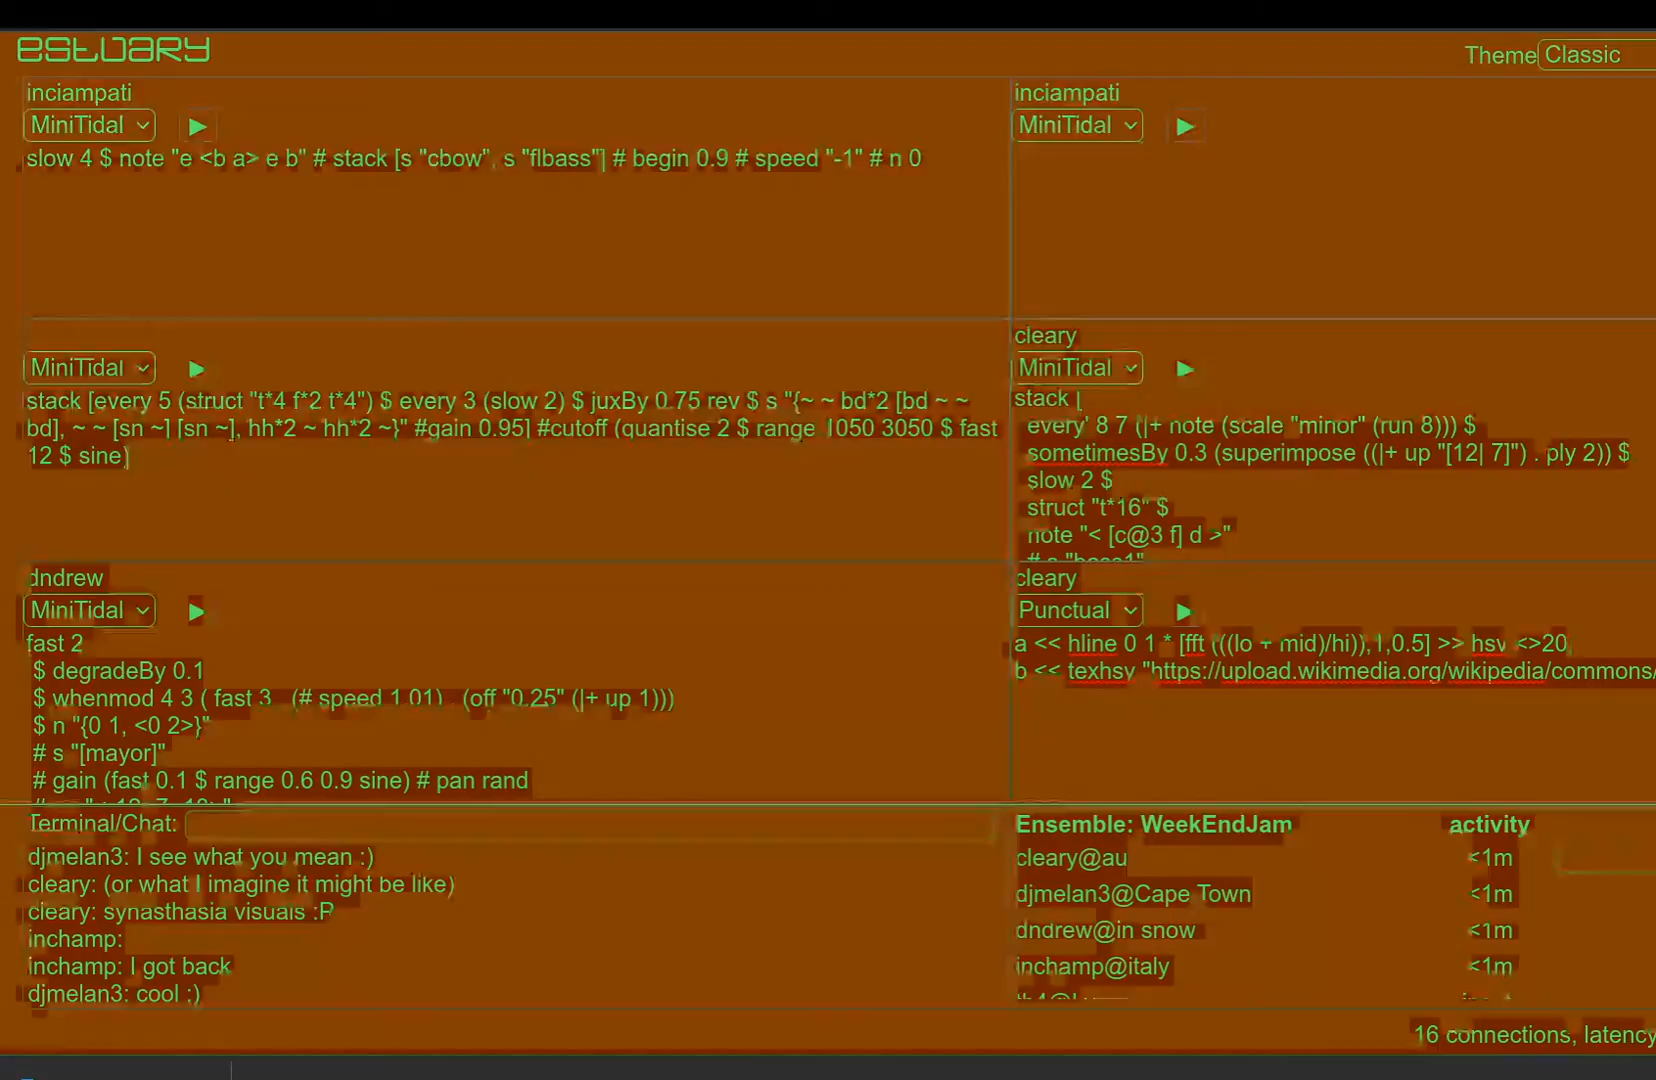 estuary
Theme Classic
inciampati
MiniTidal
slow 4 $ note "e <b a> e b" # stack [s "cbow", s "flbass"] # begin 0.9 # speed "-1" # n 0
inciampati
MiniTidal
MiniTidal
stack [every 5 (struct "t*4 f*2 t*4") $ every 3 (slow 2) $ juxBy 0.75 rev $ s "{~ ~ bd*2 [bd ~ ~
bd], ~ ~ [sn ~] [sn ~], hh*2 ~ hh*2 ~}" #gain 0.95] #cutoff (quantise 2 $ range 1050 3050 $ fast
12 $ sine)
cleary
MiniTidal
stack [
every' 8 7 (|+ note (scale "minor" (run 8))) $
sometimesBy 0.3 (superimpose ((|+ up "[12| 7]") . ply 2)) $
slow 2 $
struct "t*16" $
note "< [c@3 f] d >"
# s "bass1"
dndrew
MiniTidal
fast 2
$ degradeBy 0.1
$ whenmod 4 3 ( fast 3 . (# speed 1.01) . (off "0.25" (|+ up 1)))
$ n "{0 1, <0 2>}"
# s "[mayor]"
# gain (fast 0.1 $ range 0.6 0.9 sine) # pan rand
cleary
Punctual
a << hline 0 1 * [fft (((lo + mid)/hi)),1,0.5] >> hsv <>20,
b << texhsv "https://upload.wikimedia.org/wikipedia/commons/
Terminal/Chat:
djmelan3: I see what you mean :)
cleary: (or what I imagine it might be like)
cleary: synasthasia visuals :P
inchamp:
inchamp: I got back
djmelan3: cool :)
Ensemble: WeekEndJam activity
cleary@au <1m
djmelan3@Cape Town <1m
dndrew@in snow <1m
inchamp@italy <1m
16 connections, latency